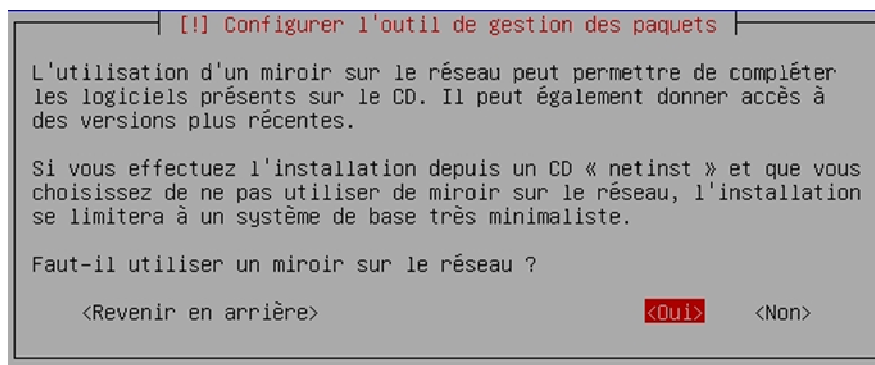 [!] Configurer l'outil de gestion des paquets
L'utilisation d'un miroir sur le réseau peut permettre de compléter
les logiciels présents sur le CD. Il peut également donner accès à
des versions plus récentes.
Si vous effectuez l'installation depuis un CD « netinst » et que vous
choisissez de ne pas utiliser de miroir sur le réseau, l'installation
se limitera à un système de base très minimaliste.
Faut-il utiliser un miroir sur le réseau ?
<Revenir en arrière> <Oui> <Non>